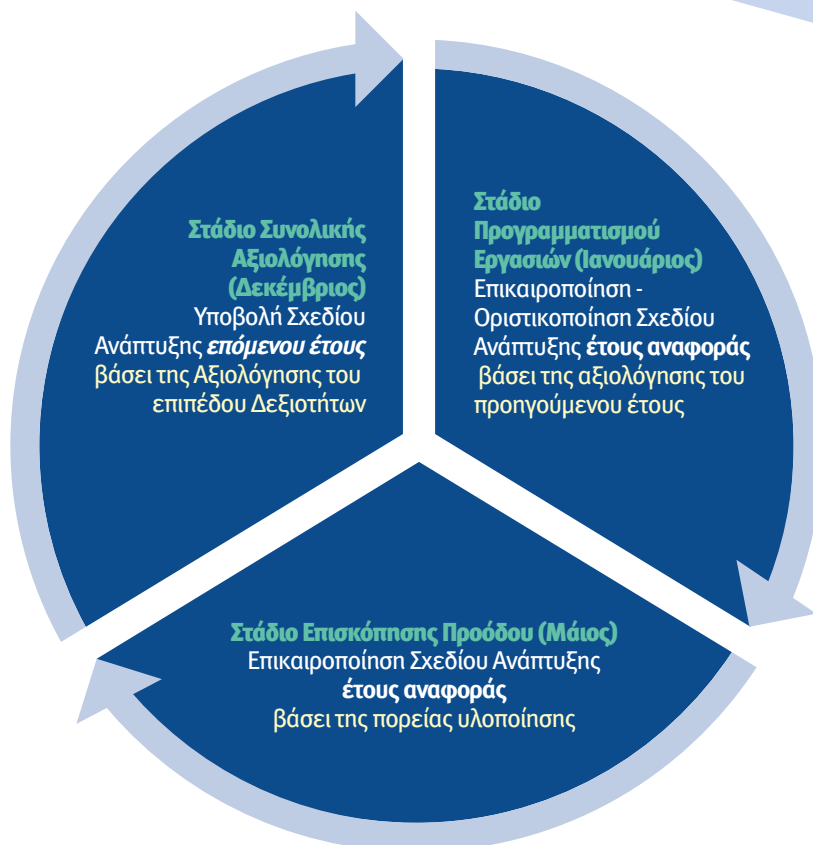 Στάδιο Συνολικής
Αξιολόγησης
(Δεκέμβριος)
Υποβολή Σχεδίου
Ανάπτυξης επόμενου έτους
βάσει της Αξιολόγησης του
επιπέδου Δεξιοτήτων
Στάδιο
Προγραμματισμού
Εργασιών (Ιανουάριος)
Επικαιροποίηση -
Οριστικοποίηση Σχεδίου
Ανάπτυξης έτους αναφοράς
βάσει της αξιολόγησης του
προηγούμενου έτους
Στάδιο Επισκόπησης Προόδου (Μάιος)
Επικαιροποίηση Σχεδίου Ανάπτυξης
έτους αναφοράς
βάσει της πορείας υλοποίησης